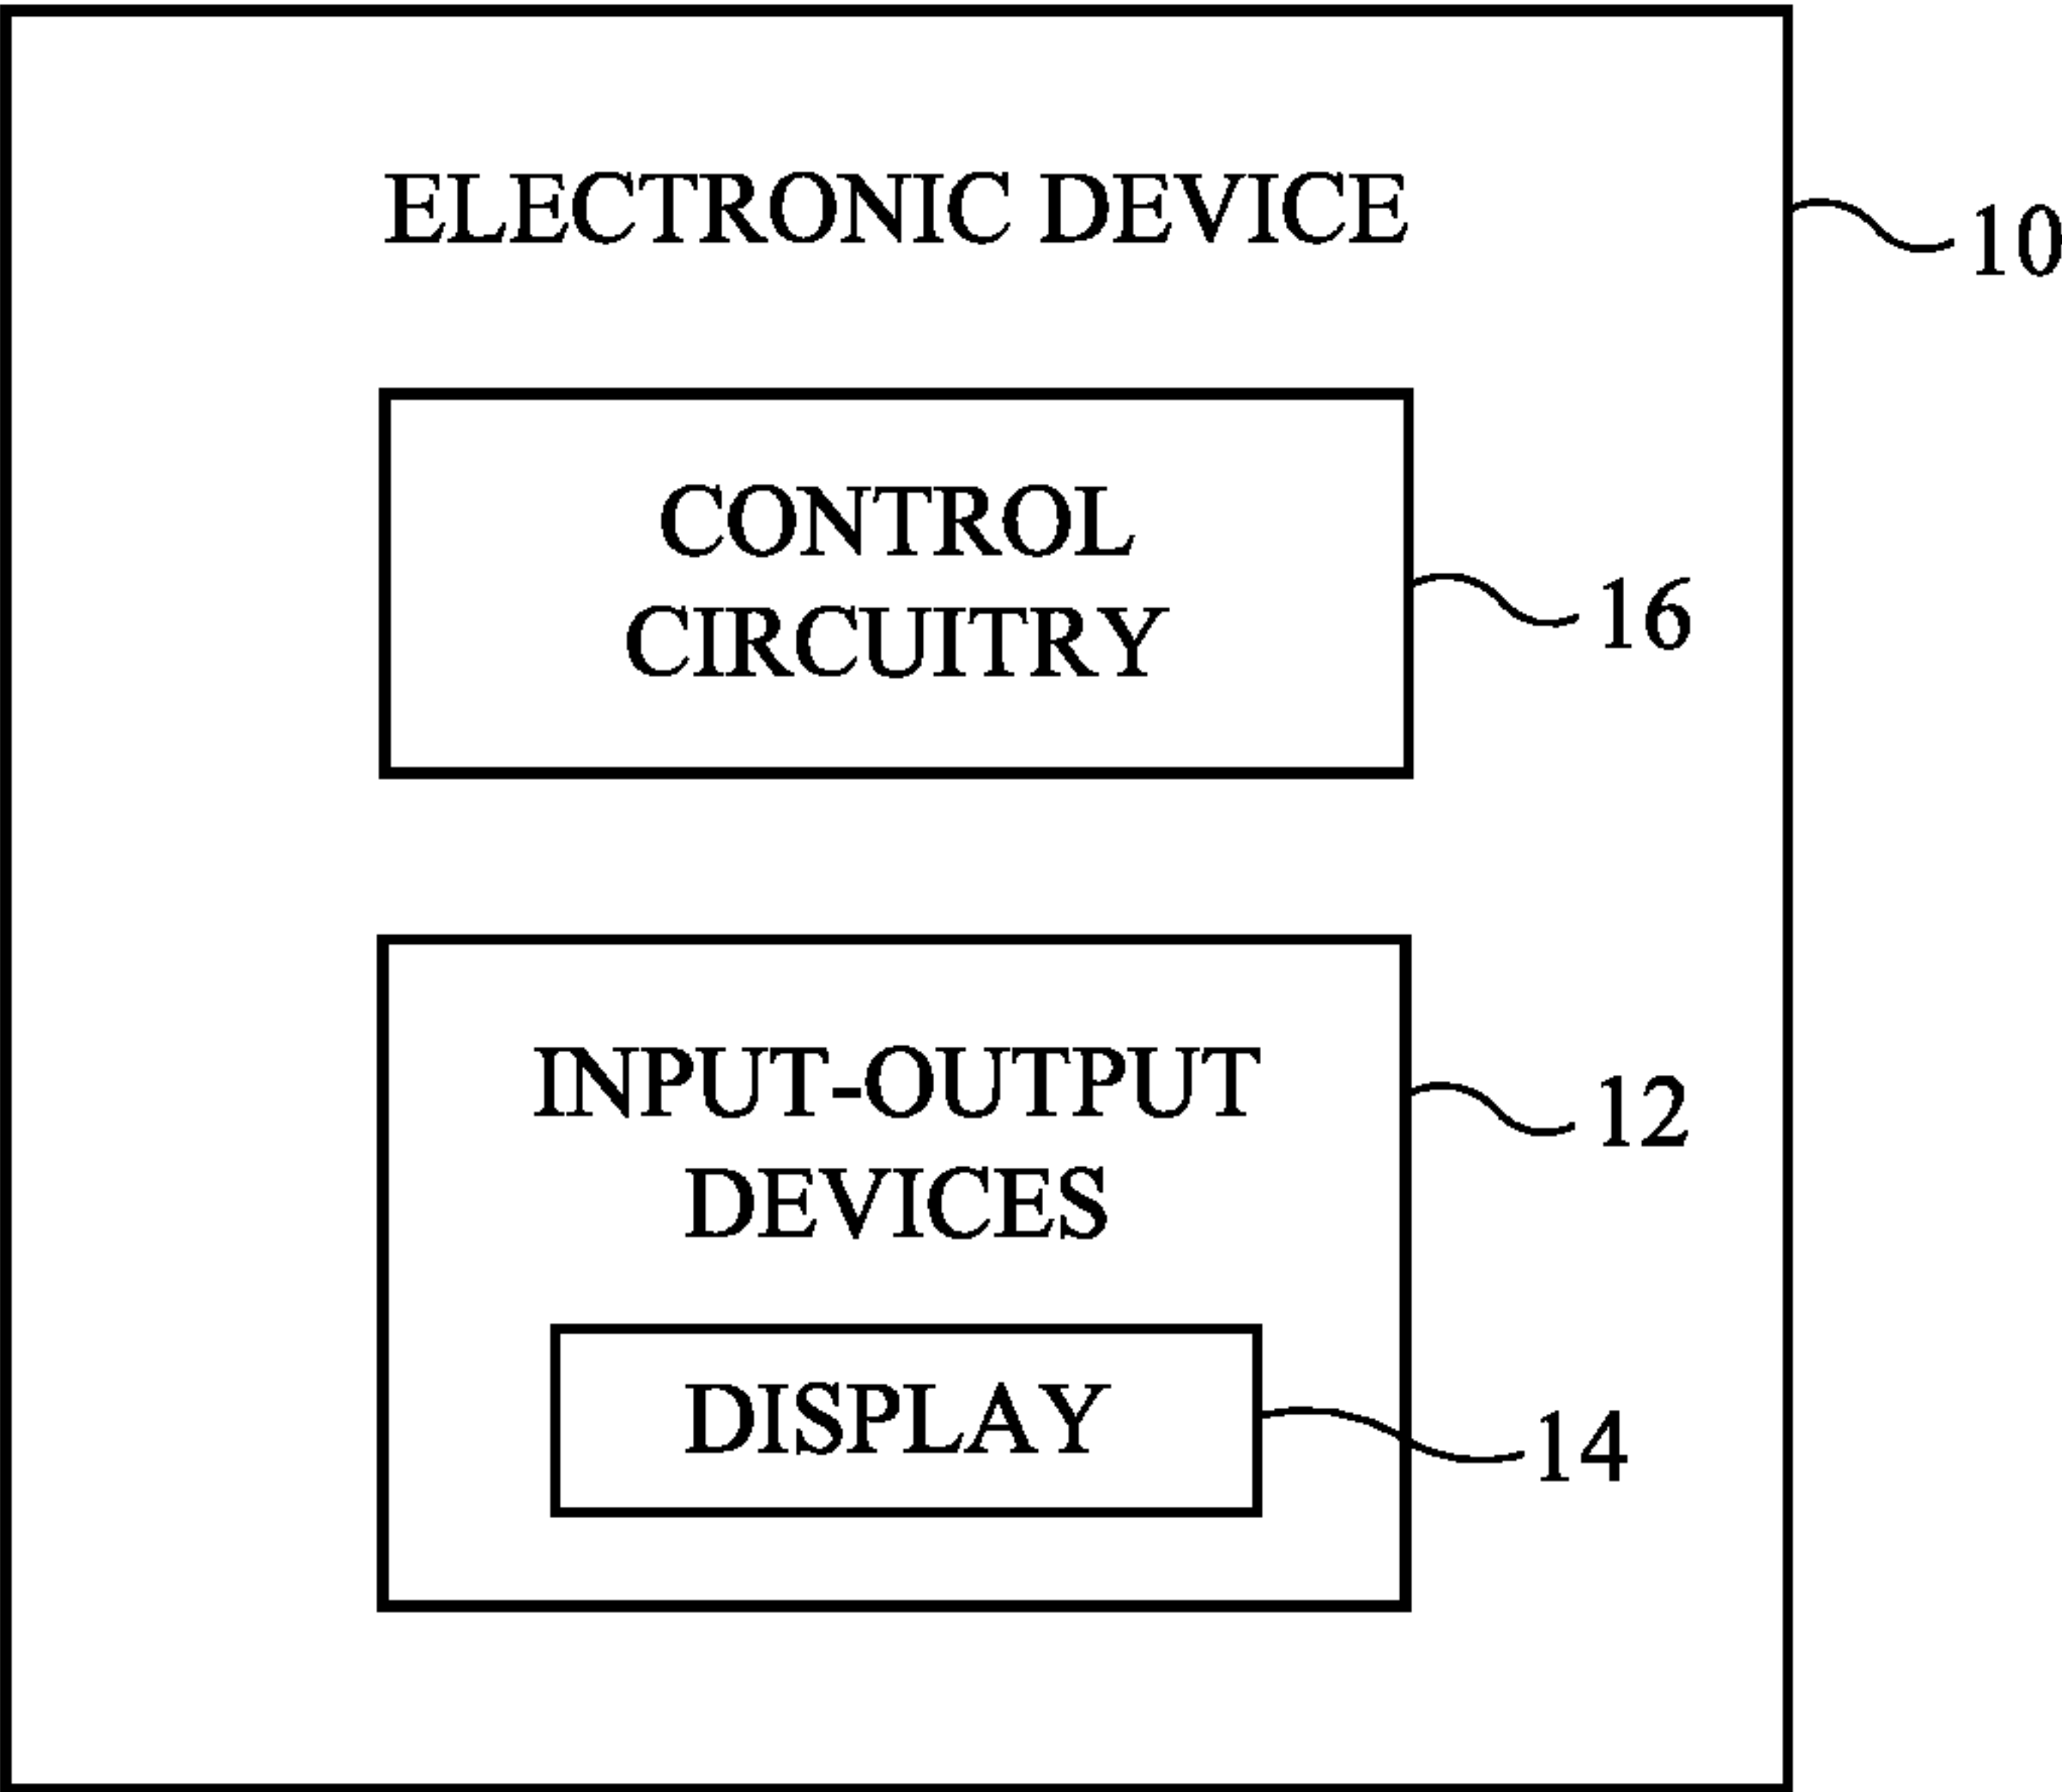 ELECTRONIC DEVICE
10
CONTROL
CIRCUITRY
16
INPUT-OUTPUT
DEVICES
12
DISPLAY
14